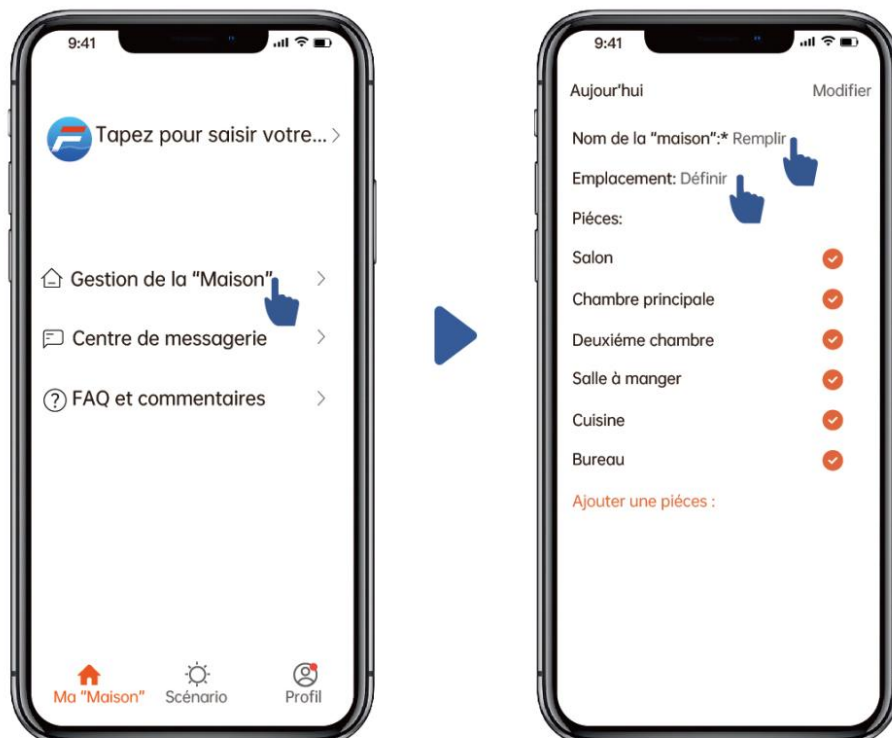 9:41
Tapez pour saisir votre...
Gestion de la "Maison"
Centre de messagerie
FAQ et commentaires
Ma "Maison"
Scénario
Profil
9:41
Aujour'hui
Modifier
Nom de la "maison":* Remplir
Emplacement: Définir
Piéces:
Salon
Chambre principale
Deuxiéme chambre
Salle à manger
Cuisine
Bureau
Ajouter une piéces :